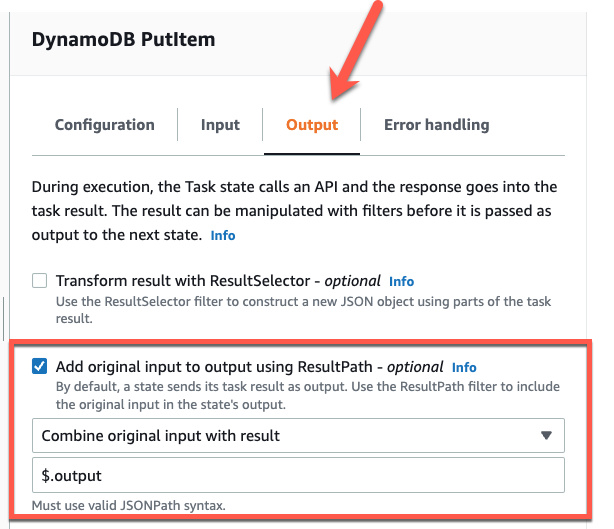 DynamoDB PutItem
Configuration Input Output Error handling
During execution, the Task state calls an API and the response goes into the
task result. The result can be manipulated with filters before it is passed as
output to the next state. Info
Transform result with ResultSelector - optional Info
Use the ResultSelector filter to construct a new JSON object using parts of the task
result.
Add original input to output using ResultPath - optional Info
By default, a state sends its task result as output. Use the ResultPath filter to include
the original input in the state's output.
Combine original input with result
$.output
Must use valid JSONPath syntax.